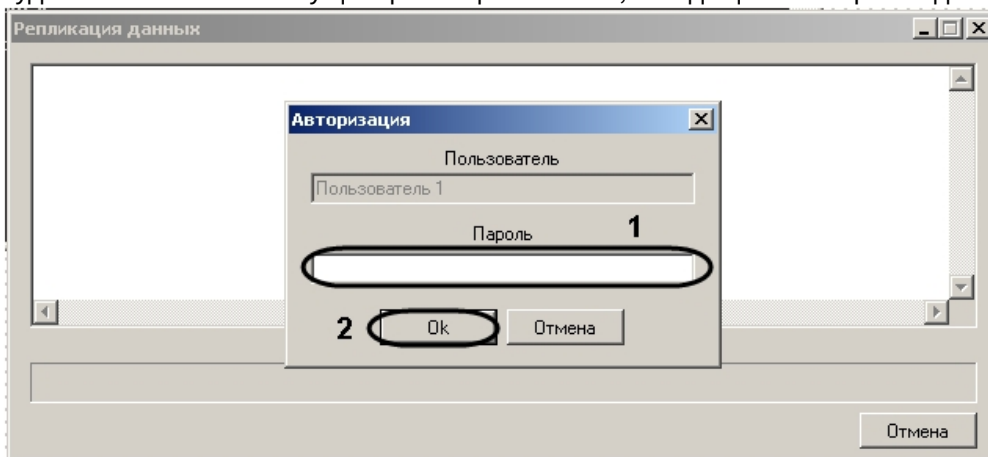 Репликация данных
Авторизация
Пользователь
Пользователь 1
Пароль
1
2
Ok
Отмена
Отмена